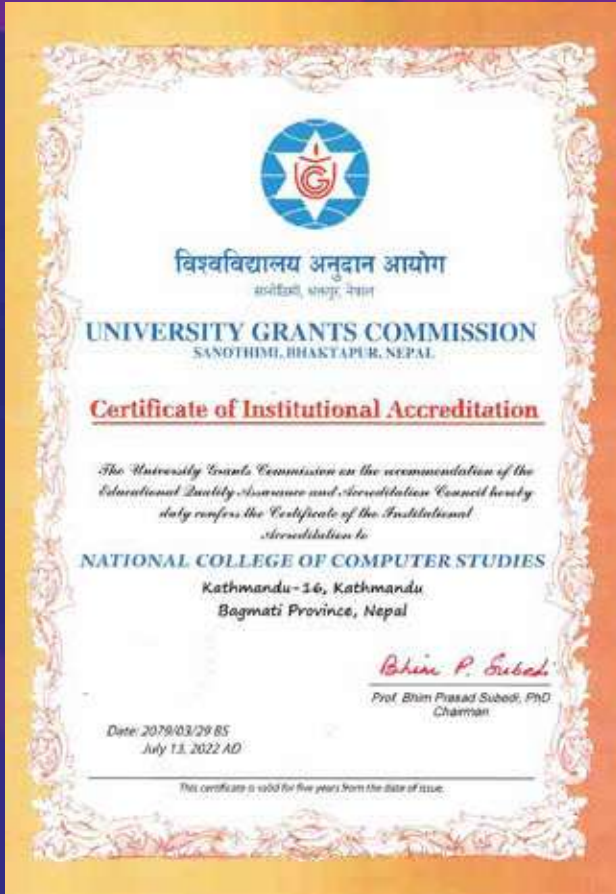 विश्वविद्यालय अनुदान आयोग
सानोठिमी, भक्तपुर, नेपाल
UNIVERSITY GRANTS COMMISSION
SANOTHIMI, BHAKTAPUR, NEPAL
Certificate of Institutional Accreditation
The University Grants Commission on the recommendation of the
Educational Quality Assurance and Accreditation Council hereby
duly confers the Certificate of the Institutional
Accreditation to
NATIONAL COLLEGE OF COMPUTER STUDIES
Kathmandu-16, Kathmandu
Bagmati Province, Nepal
Bhim P. Subedi
Prof. Bhim Prasad Subedi, PhD
Chairman
Date: 2079/03/29 BS
July 13, 2022 AD
This certificate is valid for five years from the date of issue.